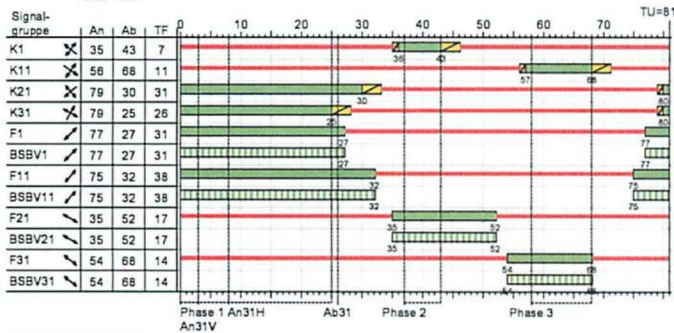 TU=81
Signal-
gruppe An Ab TF 0 10 20 30 40 50 60 70
K1 35 43 7
36 43
K11 56 68 11
57 68
K21 79 30 31
30 80
K31 79 25 26
25 80
F1 77 27 31
27 77
BSBV1 77 27 31
27 77
F11 75 32 38
32 75
BSBV11 75 32 38
32 75
F21 35 52 17
35 52
BSBV21 35 52 17
35 52
F31 54 68 14
54 68
BSBV31 54 68 14
54 68
Phase 1 An31H Ab31 Phase 2 Phase 3
An31V